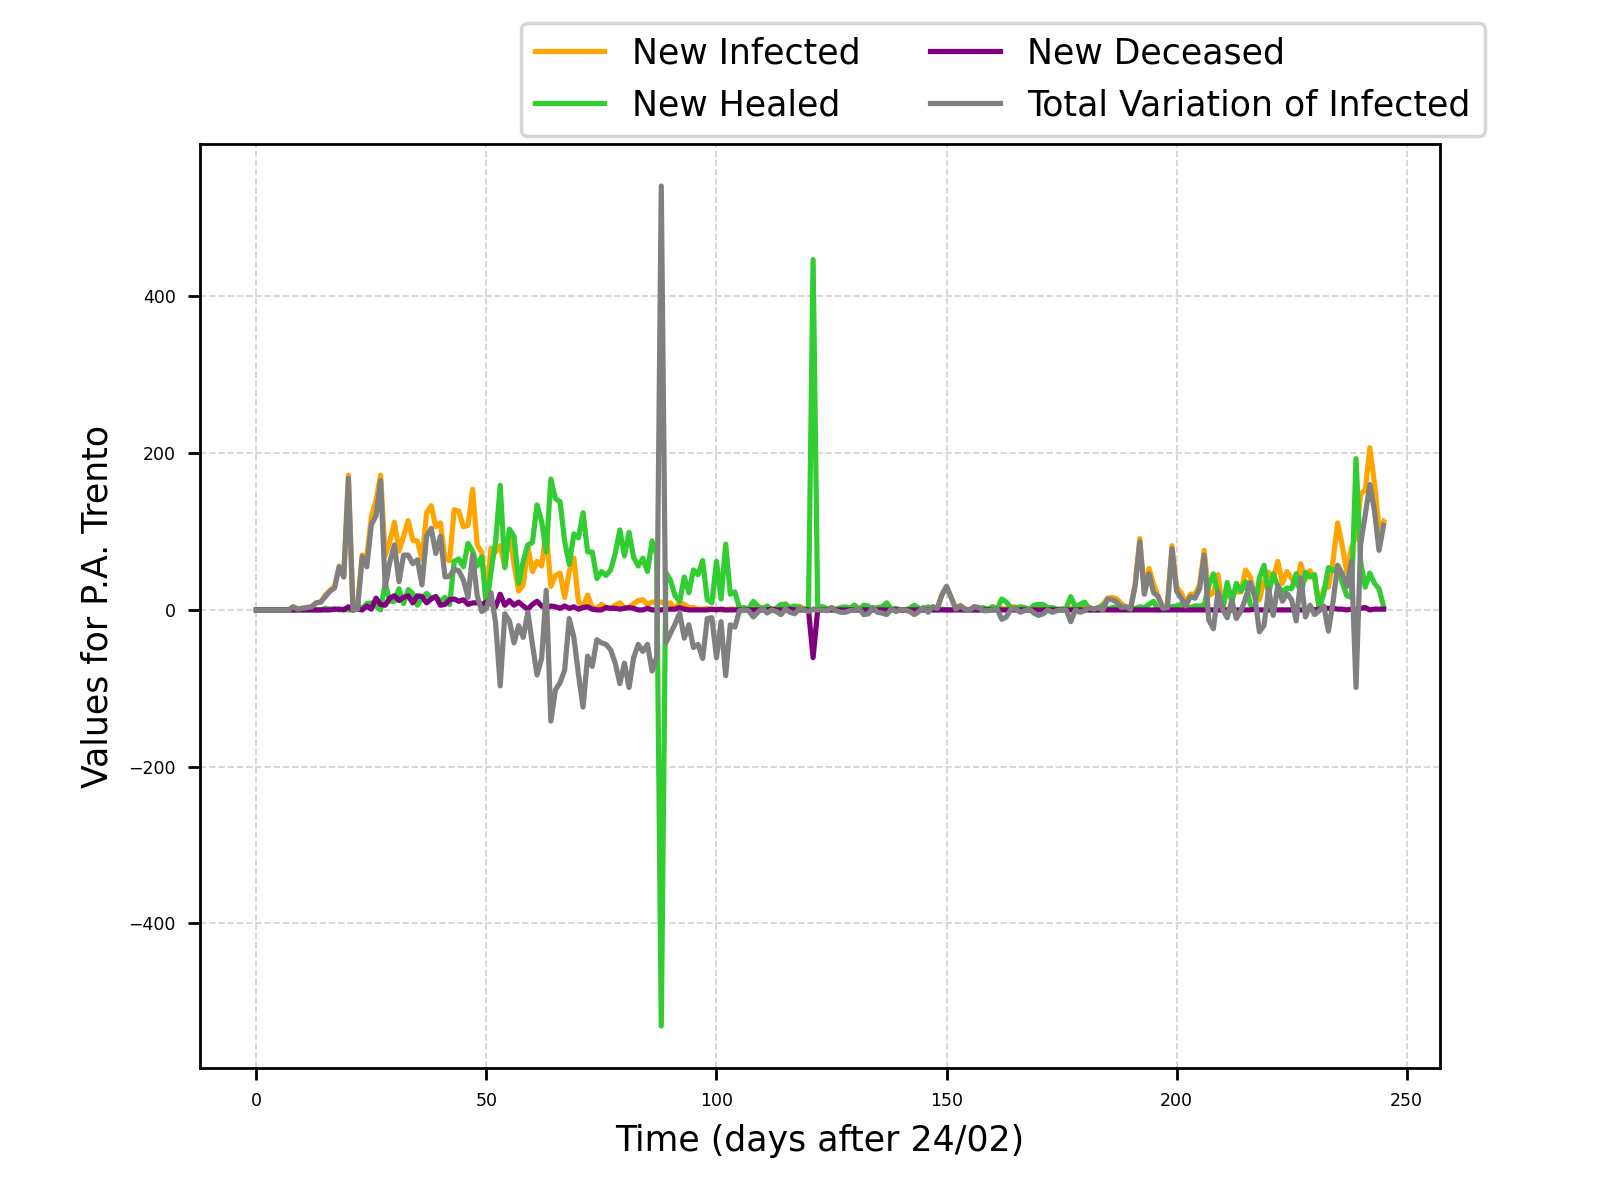 New Infected
New Healed
New Deceased
Total Variation of Infected
Values for P.A. Trento
400
200
0
−200
−400
0
50
100
150
200
250
Time (days after 24/02)